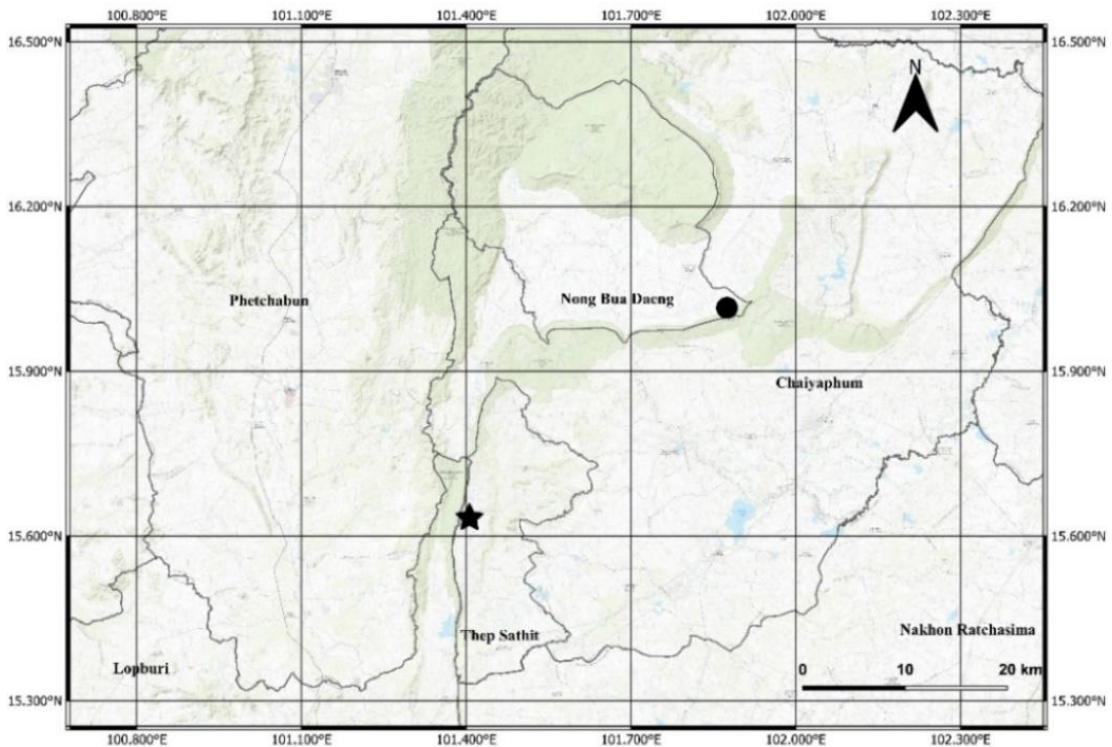 100.800°E 101.100°E 101.400°E 101.700°E 102.000°E 102.300°E
16.500°N 16.500°N
N
16.200°N 16.200°N
Phetchabun
Nong Bua Daeng
15.900°N 15.900°N
Chaiyaphum
15.600°N 15.600°N
Thep Sathit
Nakhon Ratchasima
Lopburi
0 10 20 km
15.300°N 15.300°N
100.800°E 101.100°E 101.400°E 101.700°E 102.000°E 102.300°E